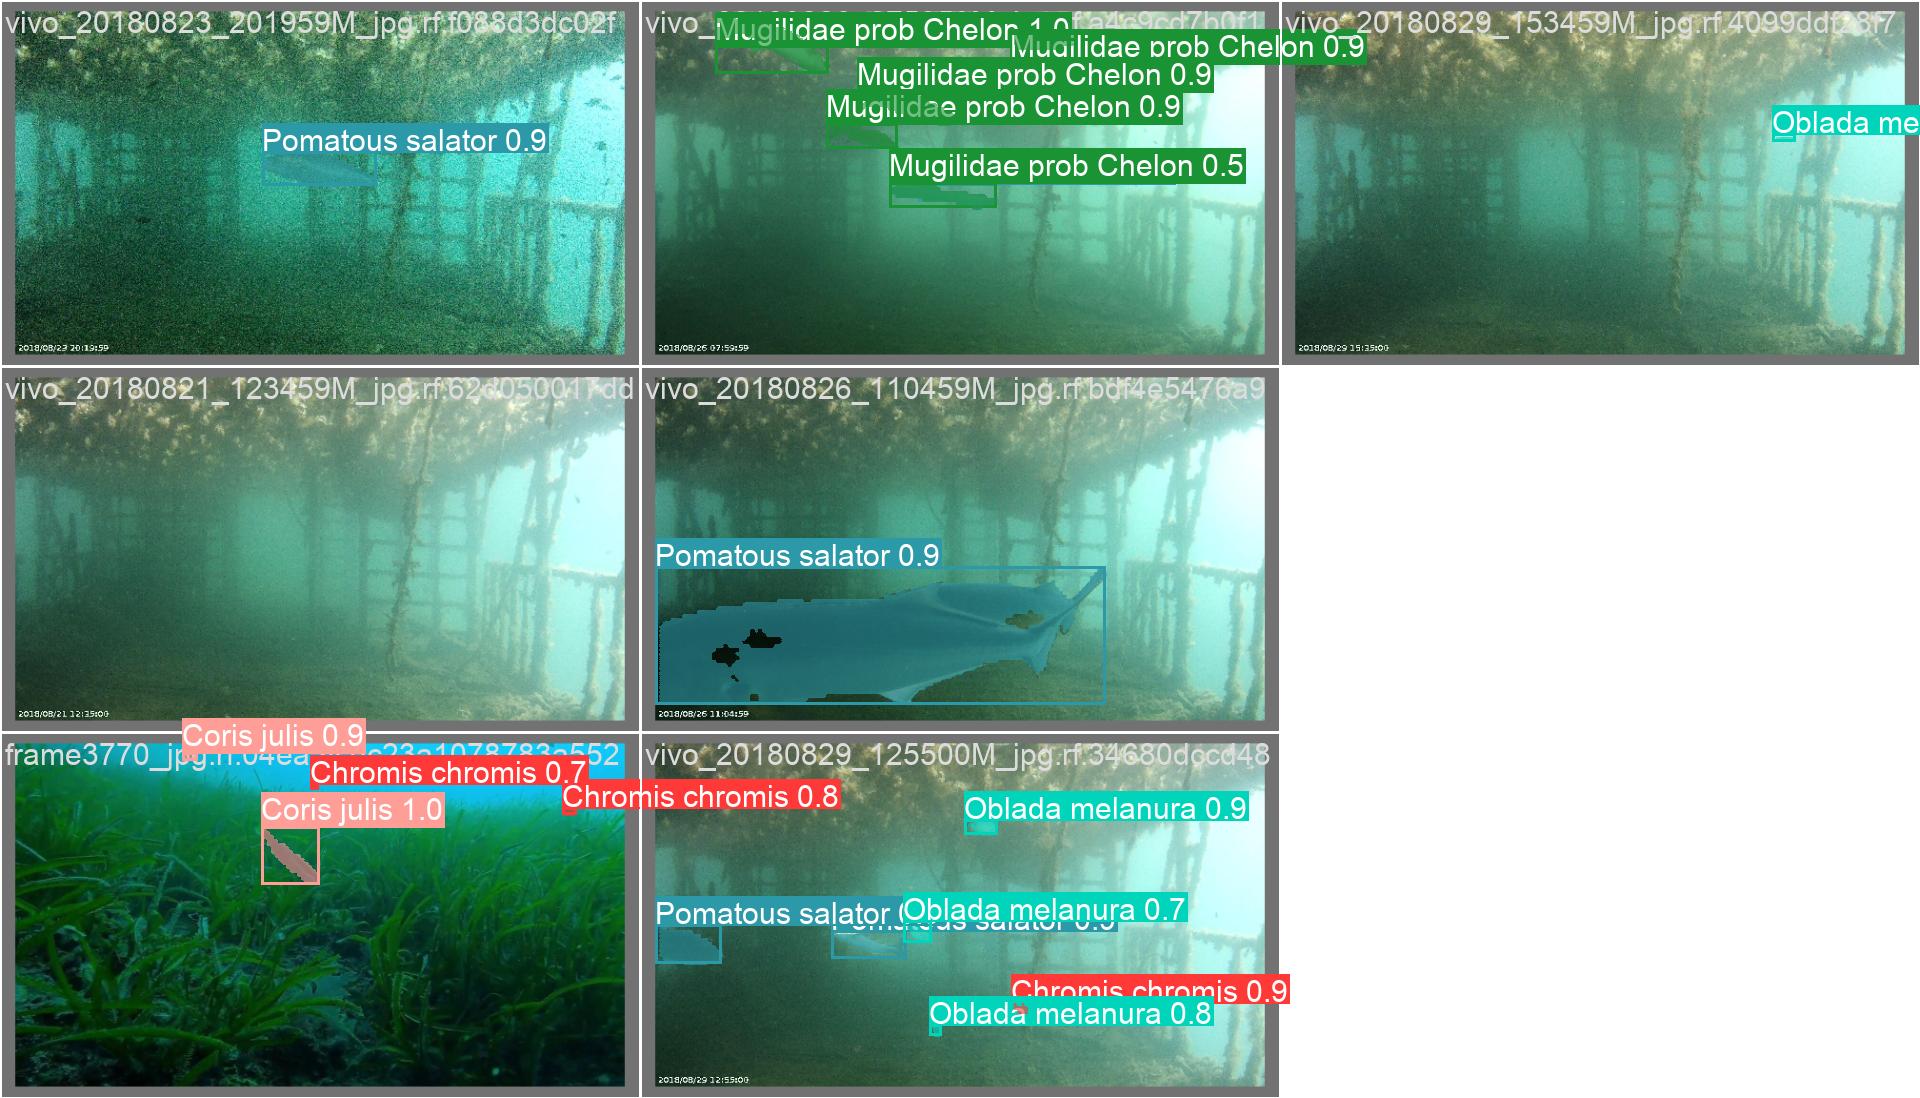 vivo_20180823_201959M_jpg.rf.f088d3dc02f
Pomatous salator 0.9
2018/08/23 20:19:59
Mugilidae prob Chelon 1.0
Mugilidae prob Chelon 0.9
Mugilidae prob Chelon 0.9
Mugilidae prob Chelon 0.9
Mugilidae prob Chelon 0.5
2018/08/26 07:59:59
vivo_20180829_153459M_jpg.rf.4099ddf28f7
Oblada me
2018/08/29 15:35:00
vivo_20180821_123459M_jpg.rf.62d050017dd
2018/08/21 12:35:00
vivo_20180826_110459M_jpg.rf.bdf4e5476a9
Pomatous salator 0.9
2018/08/26 11:04:59
Coris julis 0.9
Chromis chromis 0.7
Chromis chromis 0.8
Coris julis 1.0
vivo_20180829_125500M_jpg.rf.34680dccd48
Oblada melanura 0.9
Pomatous salator
Oblada melanura 0.7
Pomatous salator 0.9
Chromis chromis 0.9
Oblada melanura 0.8
2018/08/29 12:55:00